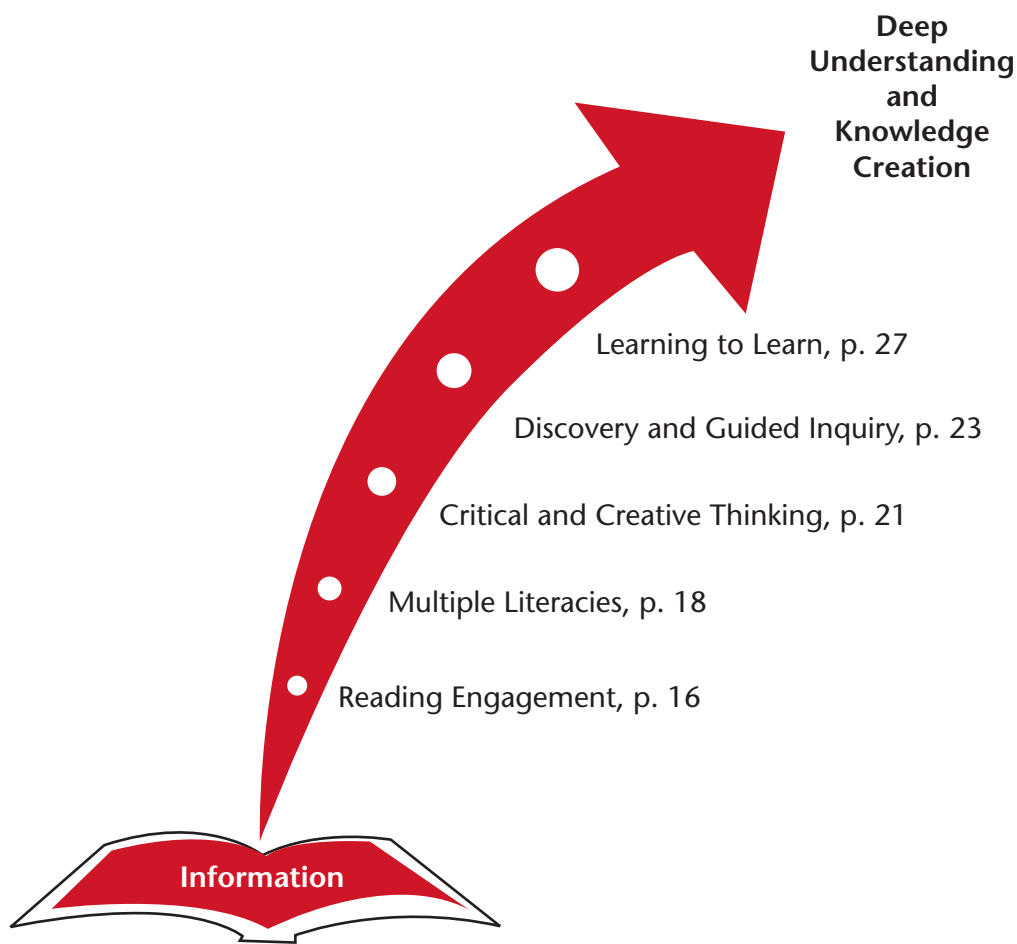 Deep
Understanding
and
Knowledge
Creation
Learning to Learn, p. 27
Discovery and Guided Inquiry, p. 23
Critical and Creative Thinking, p. 21
Multiple Literacies, p. 18
Reading Engagement, p. 16
Information